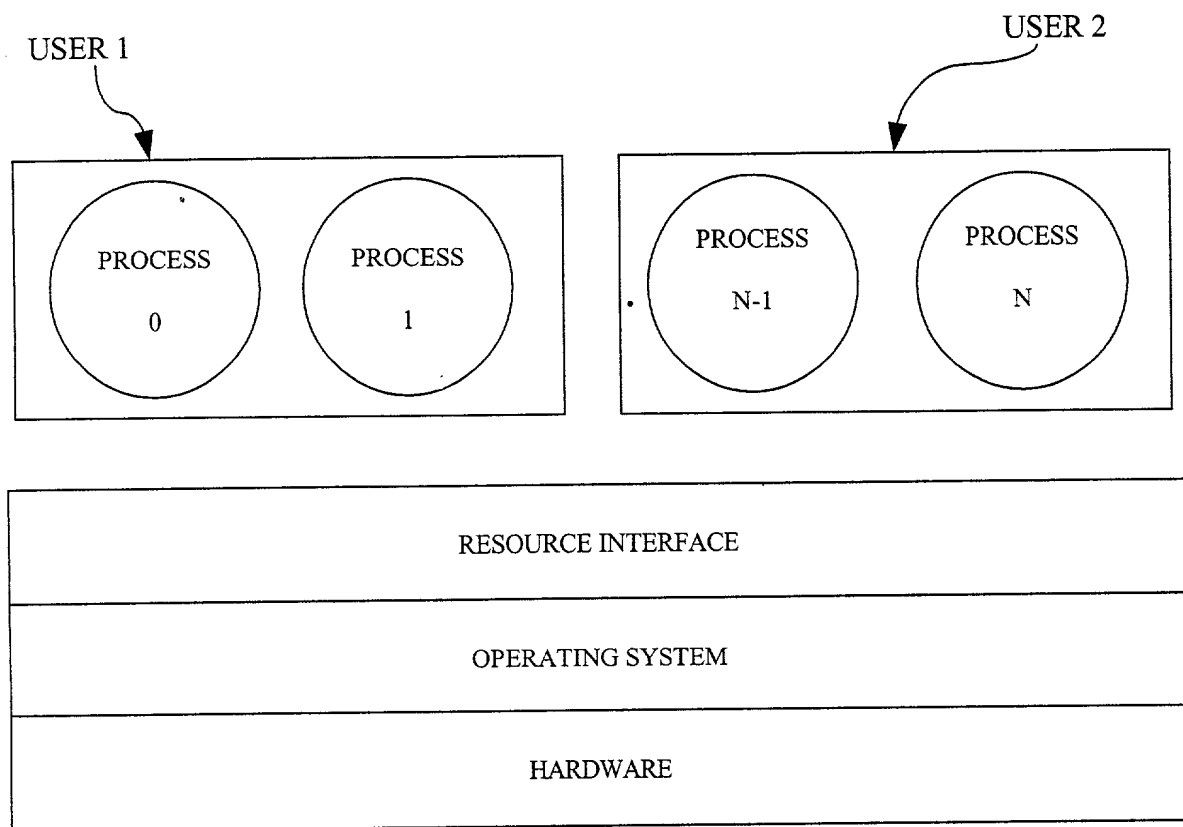 USER 1
USER 2
PROCESS
0
PROCESS
1
PROCESS
N-1
PROCESS
N
RESOURCE INTERFACE
OPERATING SYSTEM
HARDWARE